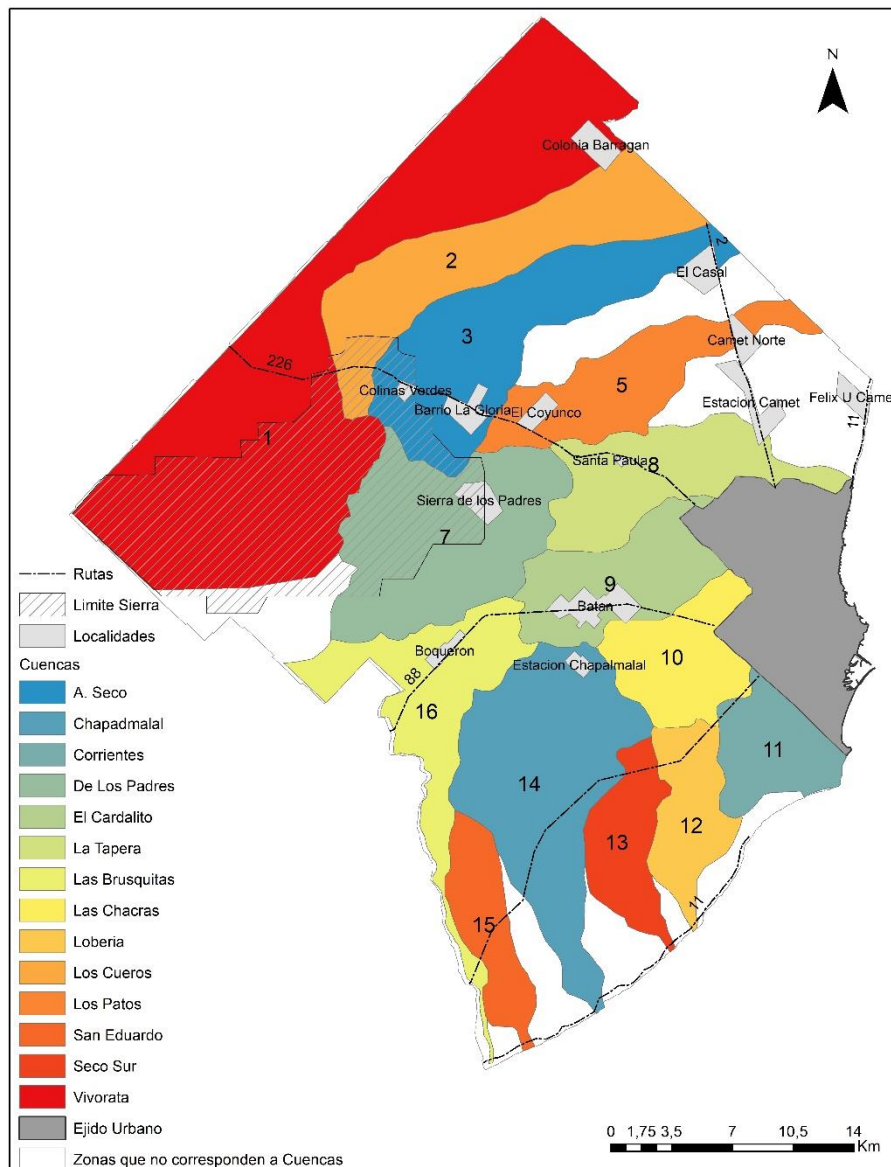 N
Colonia Barragan
2
2
El Casal
3
226
Camet Norte
5
Colinas Verdes
Barrio La Gloria
El Coyunco
Estacion Camet
Felix U Came
11
1
Santa Paula
8
Sierra de los Padres
7
9
Batan
Boqueron
Estacion Chapalmalal
10
88
16
11
14
12
13
11
15
Rutas
Limite Sierra
Localidades
Cuencas
A. Seco
Chapadmalal
Corrientes
De Los Padres
El Cardalito
La Tapera
Las Brusquitas
Las Chacras
Loberia
Los Cueros
Los Patos
San Eduardo
Seco Sur
Vivorata
Ejido Urbano
Zonas que no corresponden a Cuencas
0 1,75 3,5 7 10,5 14
Km